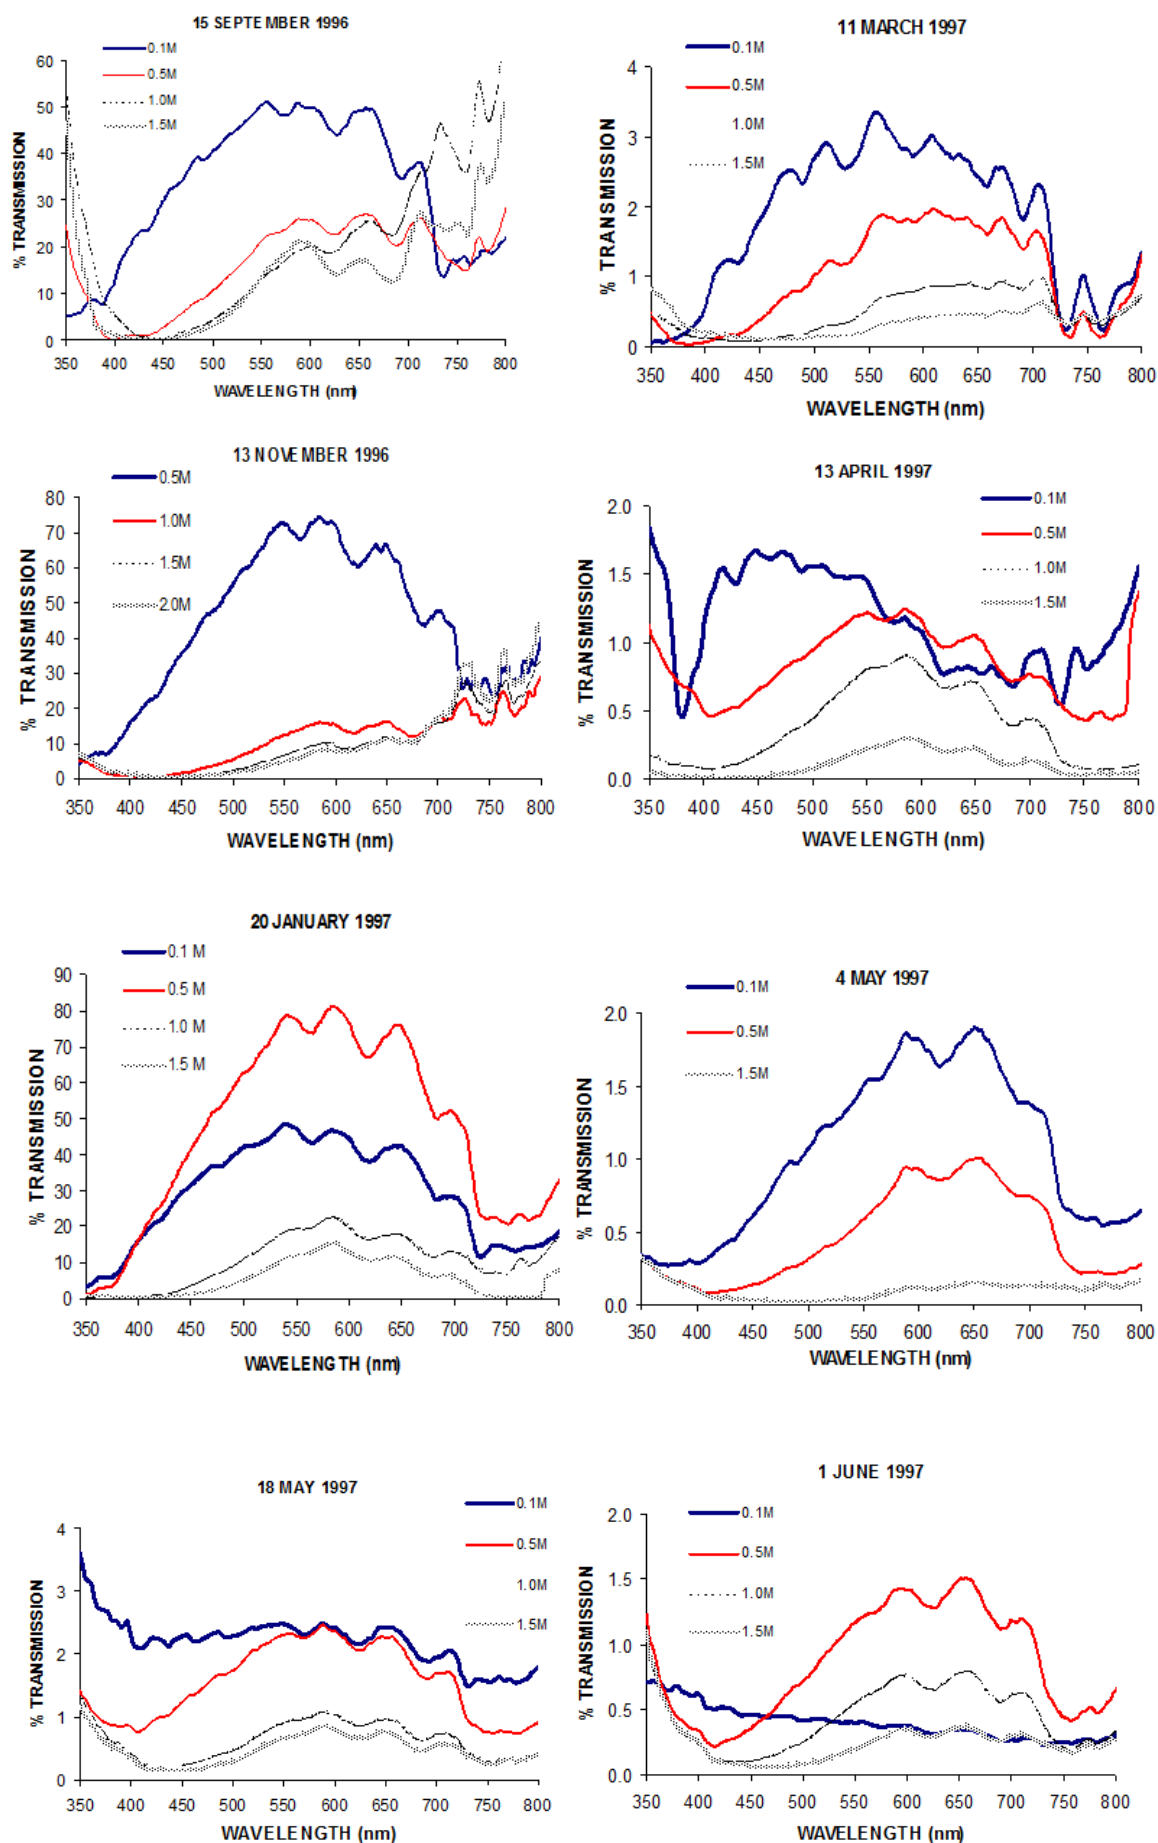 15 SEPTEMBER 1996
0.1M
0.5M
1.0M
1.5M
% TRANSMISSION
60
50
40
30
20
10
0
350 400 450 500 550 600 650 700 750 800
WAVELENGTH (nm)
11 MARCH 1997
0.1M
0.5M
1.0M
1.5M
% TRANSMISSION
4
3
2
1
0
350 400 450 500 550 600 650 700 750 800
WAVELENGTH (nm)
13 NOVEMBER 1996
0.5M
1.0M
1.5M
2.0M
% TRANSMISSION
80
70
60
50
40
30
20
10
0
350 400 450 500 550 600 650 700 750 800
WAVELENGTH (nm)
13 APRIL 1997
0.1M
0.5M
1.0M
1.5M
% TRANSMISSION
2.0
1.5
1.0
0.5
0.0
350 400 450 500 550 600 650 700 750 800
WAVELENGTH (nm)
20 JANUARY 1997
0.1 M
0.5 M
1.0 M
1.5 M
% TRANSMISSION
90
80
70
60
50
40
30
20
10
0
350 400 450 500 550 600 650 700 750 800
WAVELENGTH (nm)
4 MAY 1997
0.1M
0.5M
1.5M
% TRANSMISSION
2.0
1.5
1.0
0.5
0.0
350 400 450 500 550 600 650 700 750 800
WAVELENGTH (nm)
18 MAY 1997
0.1M
0.5M
1.0M
1.5M
% TRANSMISSION
4
3
2
1
0
350 400 450 500 550 600 650 700 750 800
WAVELENGTH (nm)
1 JUNE 1997
0.1M
0.5M
1.0M
1.5M
% TRANSMISSION
2.0
1.5
1.0
0.5
0.0
350 400 450 500 550 600 650 700 750 800
WAVELENGTH (nm)